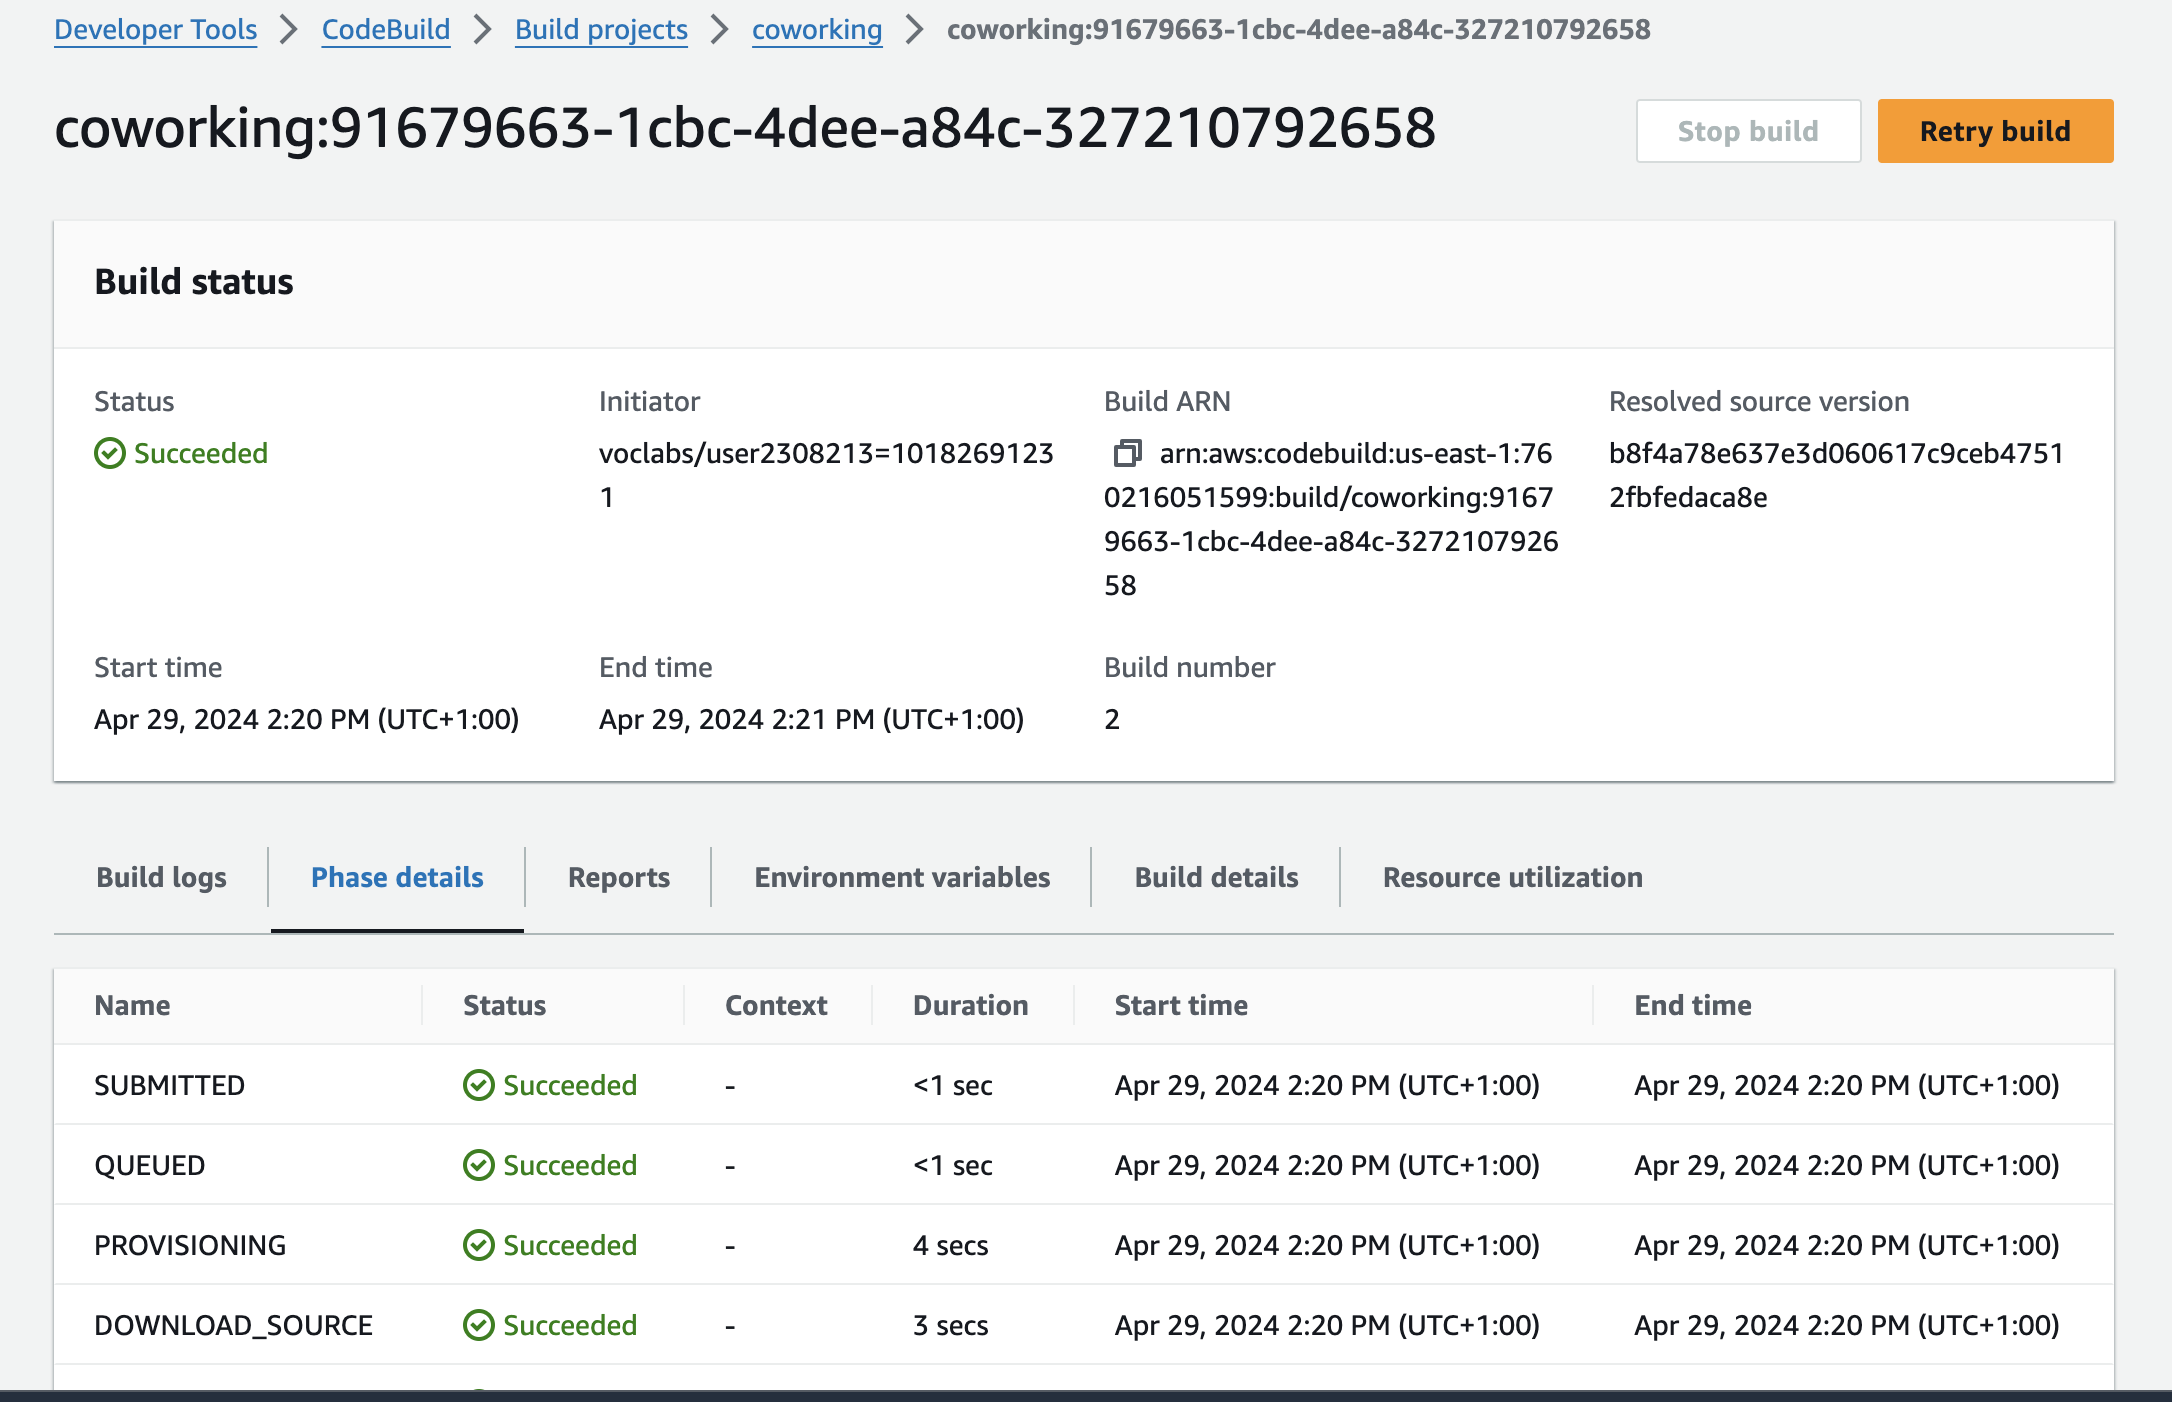 Developer Tools > CodeBuild > Build projects > coworking > coworking:91679663-1cbc-4dee-a84c-327210792658
coworking:91679663-1cbc-4dee-a84c-327210792658
Stop build
Retry build
Build status
Status
Succeeded
Initiator
voclabs/user2308213=1018269123
1
Build ARN
arn:aws:codebuild:us-east-1:76
0216051599:build/coworking:9167
9663-1cbc-4dee-a84c-3272107926
58
Resolved source version
b8f4a78e637e3d060617c9ceb4751
2fbfedaca8e
Start time
Apr 29, 2024 2:20 PM (UTC+1:00)
End time
Apr 29, 2024 2:21 PM (UTC+1:00)
Build number
2
Build logs
Phase details
Reports
Environment variables
Build details
Resource utilization
Name Status Context Duration Start time End time
SUBMITTED Succeeded - <1 sec Apr 29, 2024 2:20 PM (UTC+1:00) Apr 29, 2024 2:20 PM (UTC+1:00)
QUEUED Succeeded - <1 sec Apr 29, 2024 2:20 PM (UTC+1:00) Apr 29, 2024 2:20 PM (UTC+1:00)
PROVISIONING Succeeded - 4 secs Apr 29, 2024 2:20 PM (UTC+1:00) Apr 29, 2024 2:20 PM (UTC+1:00)
DOWNLOAD_SOURCE Succeeded - 3 secs Apr 29, 2024 2:20 PM (UTC+1:00) Apr 29, 2024 2:20 PM (UTC+1:00)